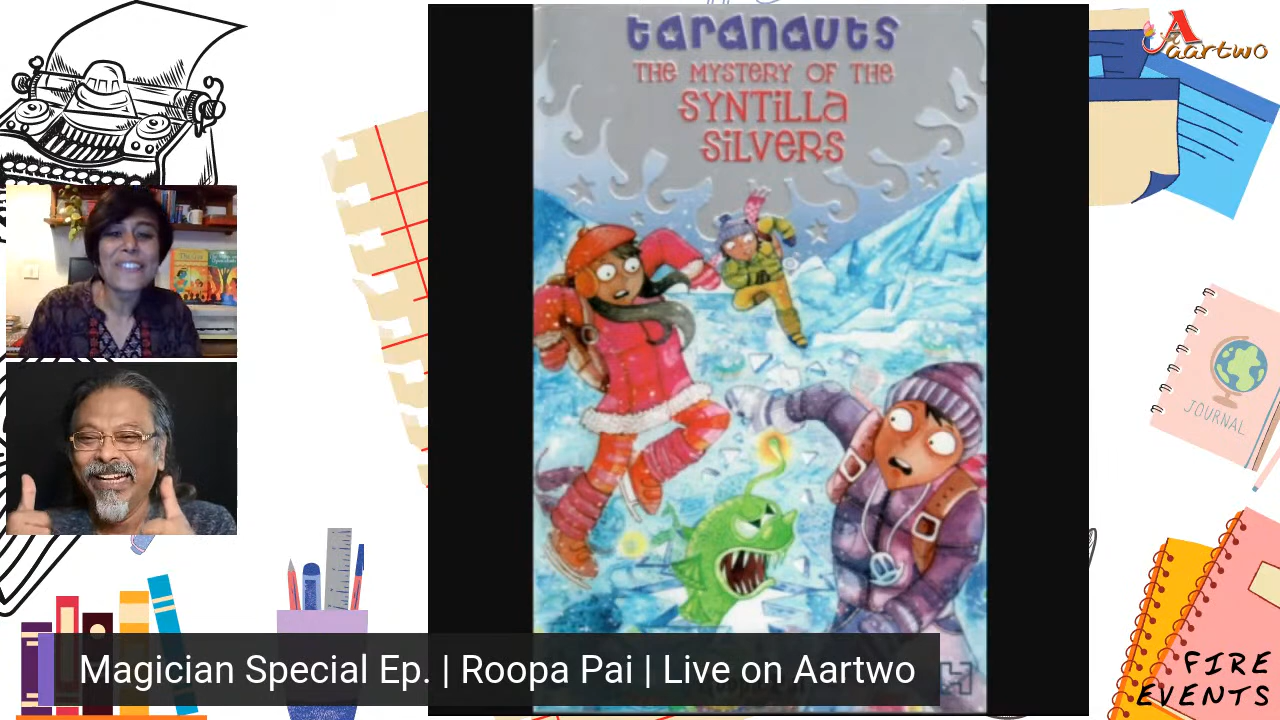 Aartwo
taranauts
THE MYSTERY OF THE
SYNTILLA
SILVERS
JOURNAL
Magician Special Ep. | Roopa Pai | Live on Aartwo
FIRE
EVENTS